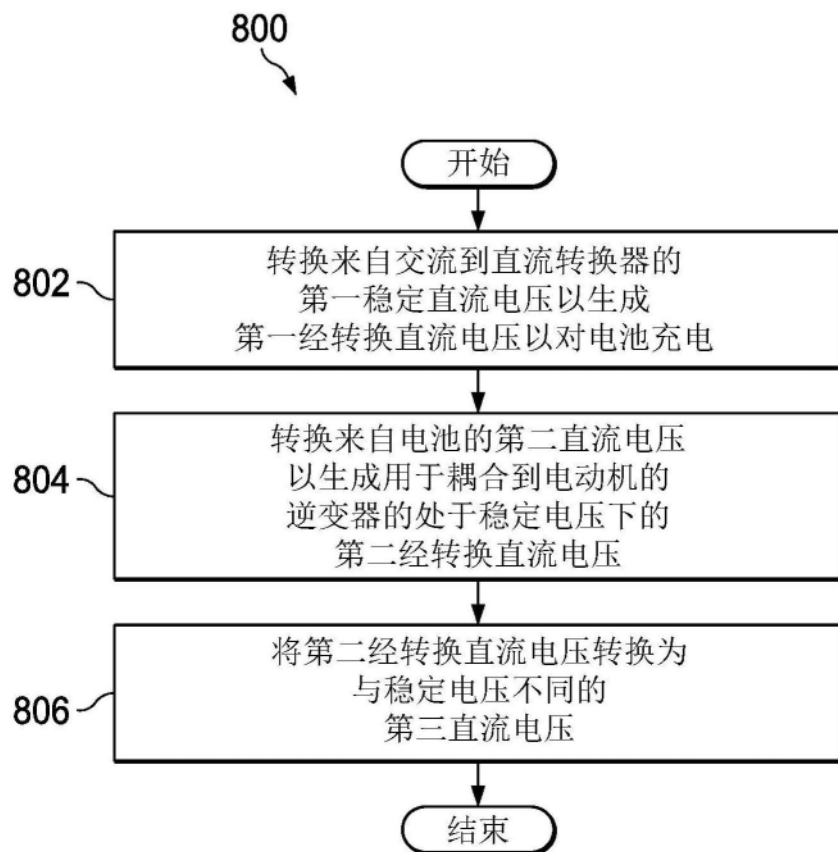 800
开始
802
转换来自交流到直流转换器的
第一稳定直流电压以生成
第一经转换直流电压以对电池充电
804
转换来自电池的第二直流电压
以生成用于耦合到电动机的
逆变器的处于稳定电压下的
第二经转换直流电压
806
将第二经转换直流电压转换为
与稳定电压不同的
第三直流电压
结束